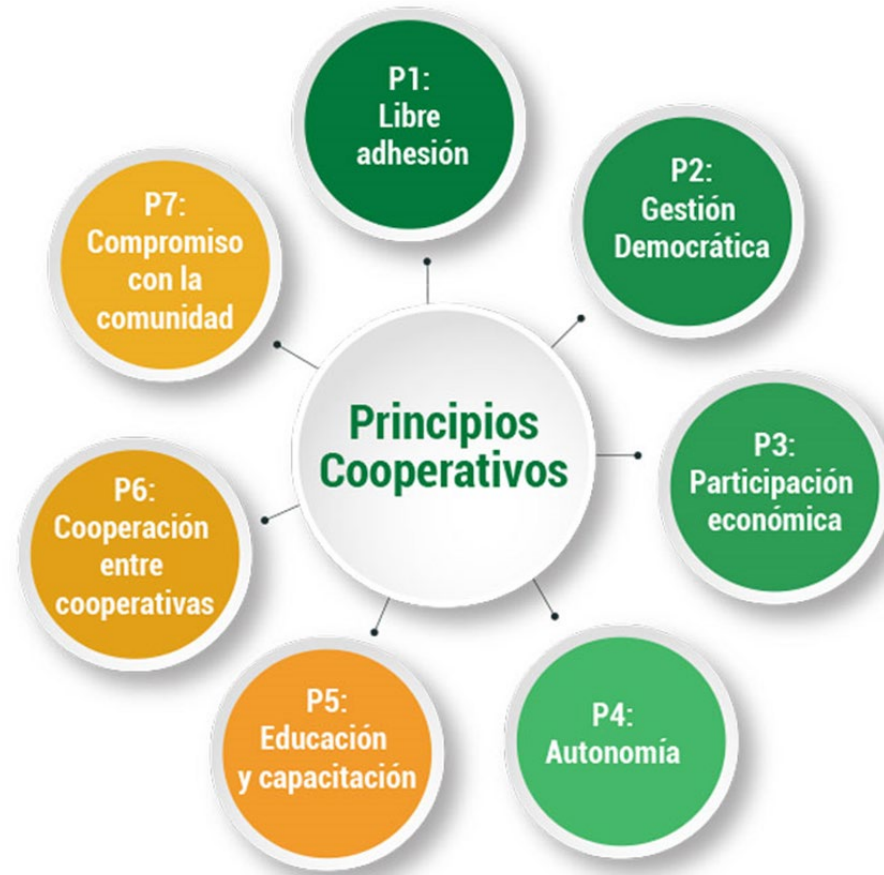 P1:
Libre
adhesión
P2:
Gestión
Democrática
P3:
Participación
económica
P4:
Autonomía
P5:
Educación
y capacitación
P6:
Cooperación
entre
cooperativas
P7:
Compromiso
con la
comunidad
Principios
Cooperativos